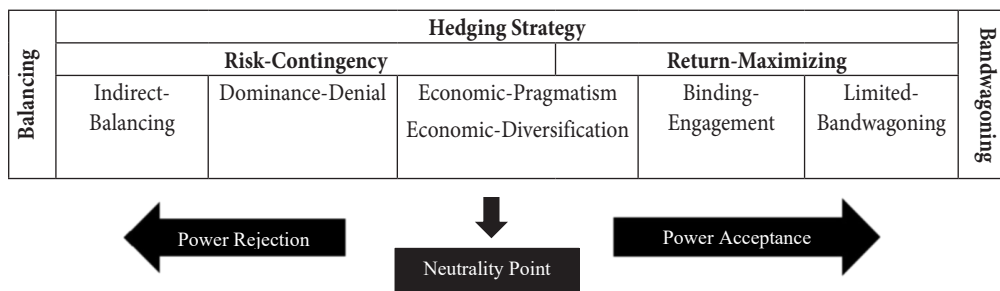 Balancing
Hedging Strategy
Bandwagoning
Risk-Contingency
Return-Maximizing
Indirect-
Balancing
Dominance-Denial
Economic-Pragmatism
Economic-Diversification
Binding-
Engagement
Limited-
Bandwagoning
Power Rejection
Power Acceptance
Neutrality Point